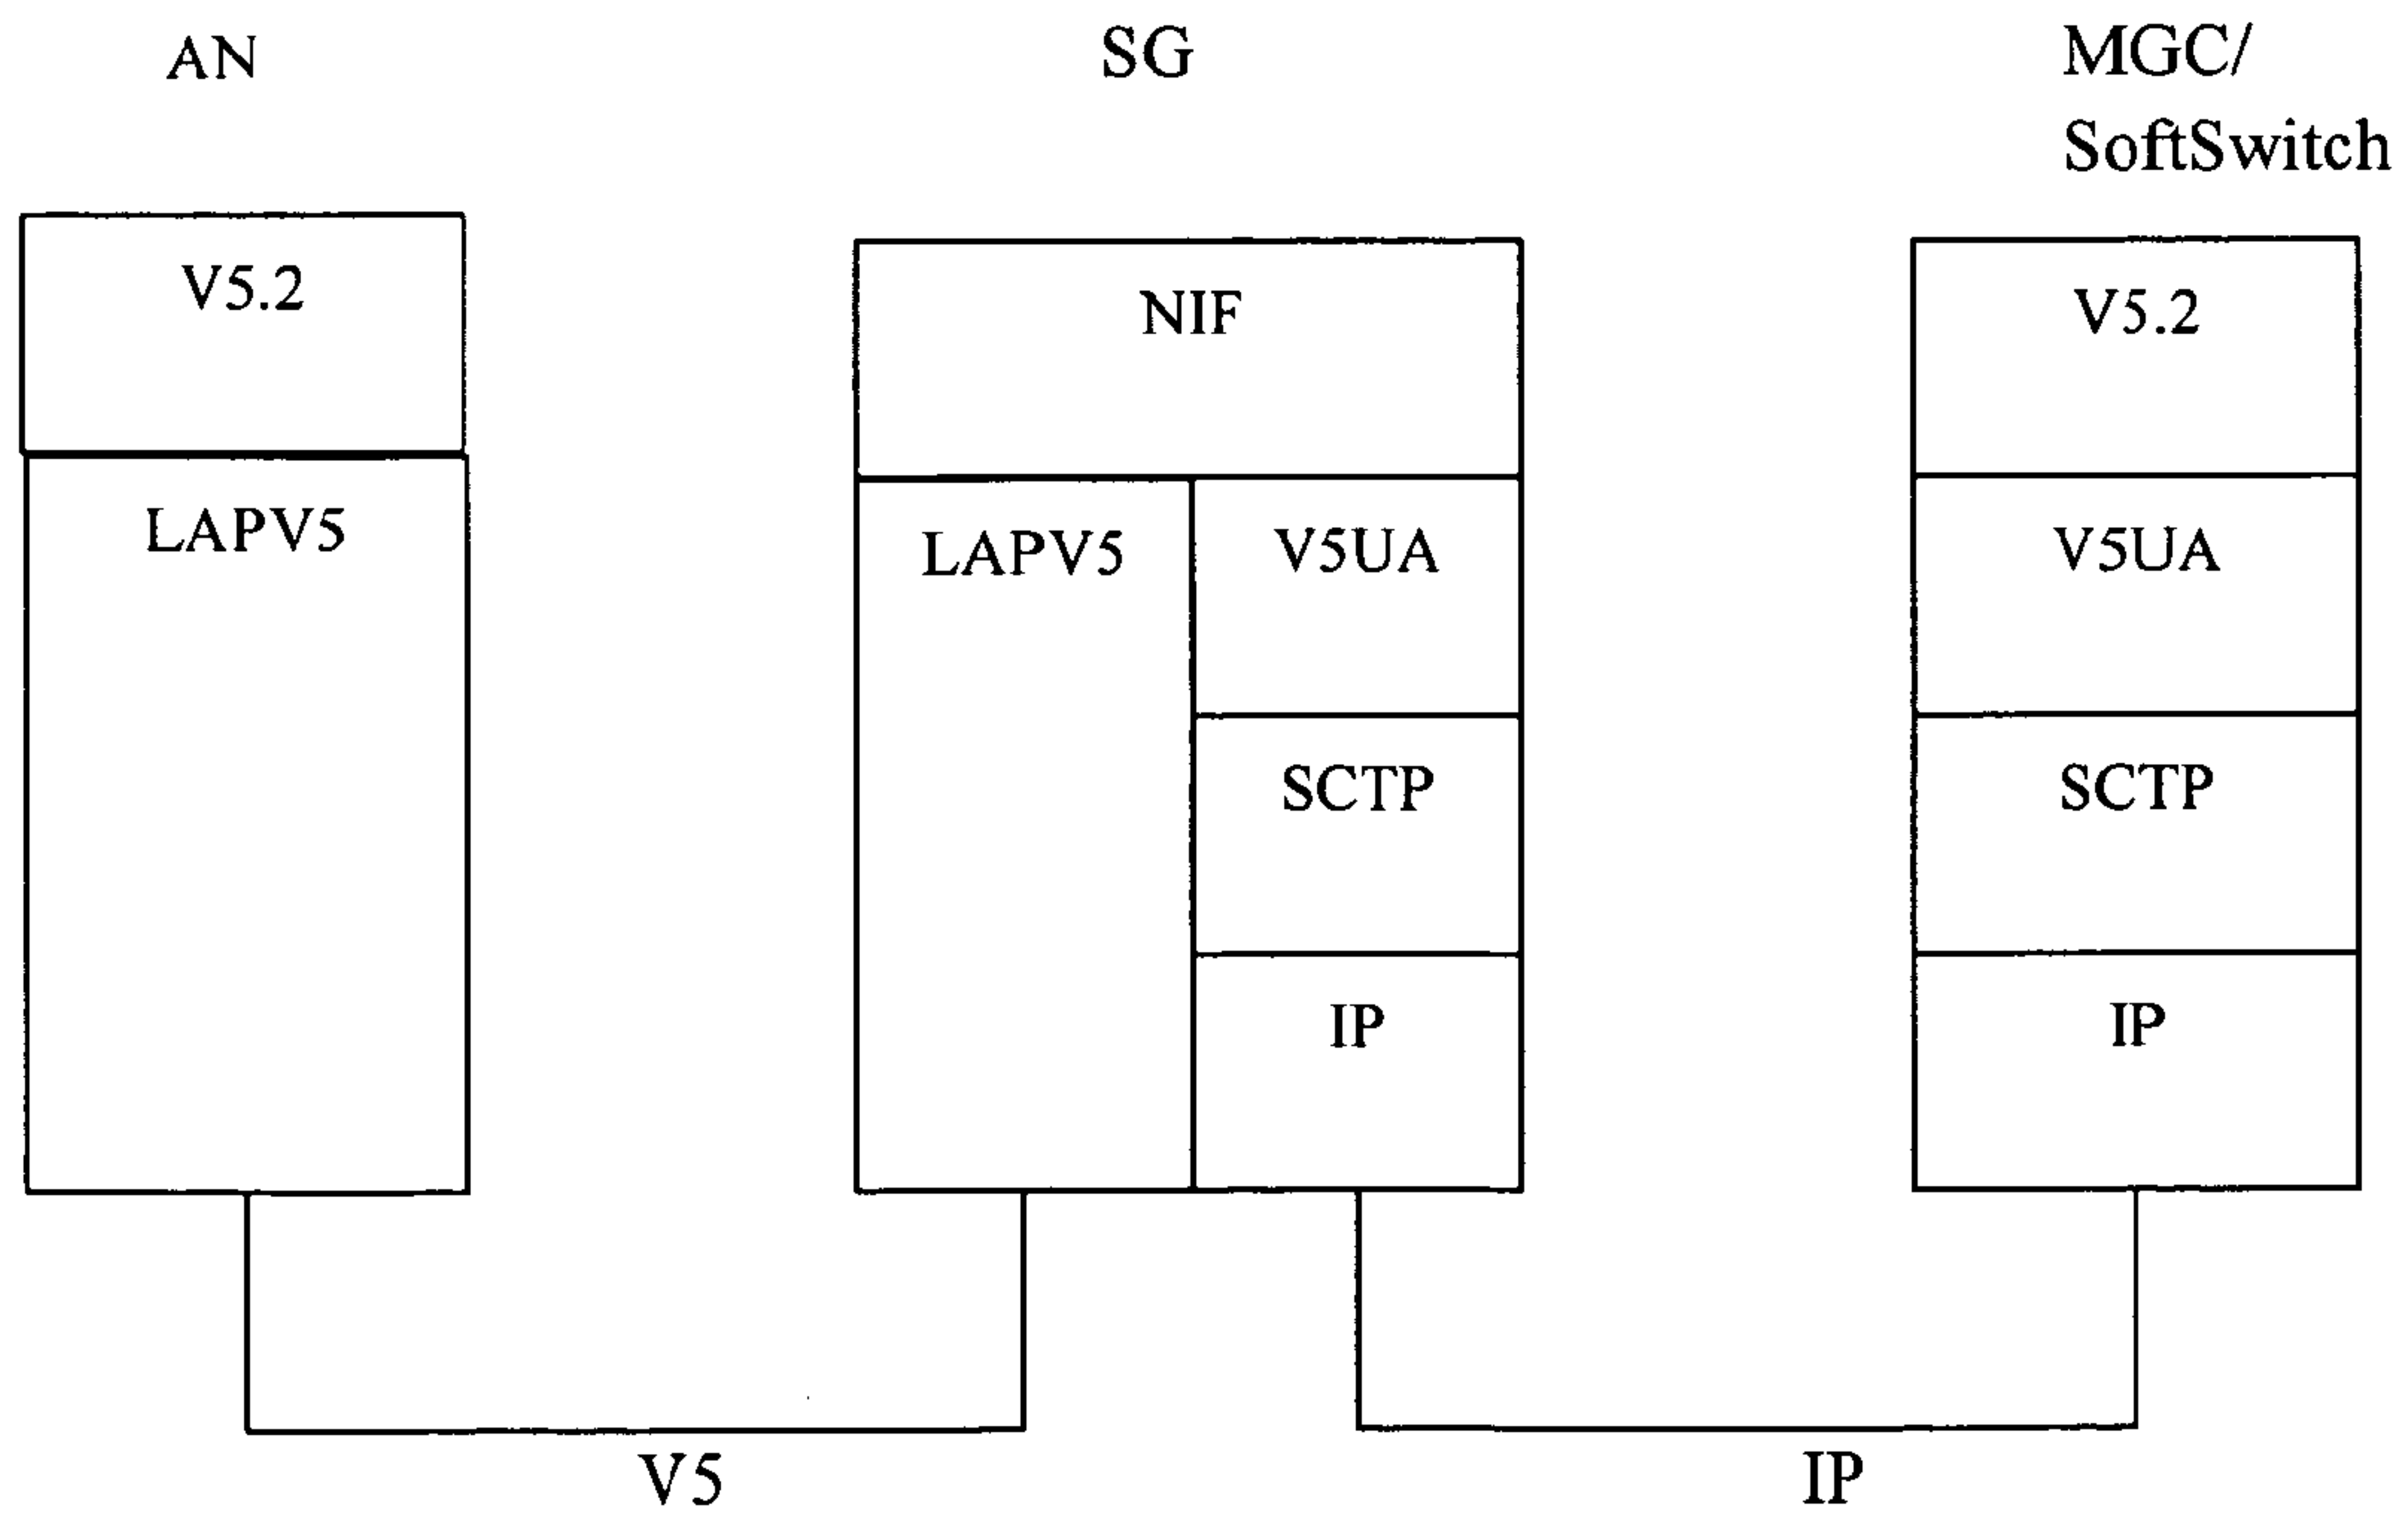 AN
SG
MGC/
SoftSwitch
V5.2
NIF
V5.2
LAPV5
LAPV5
V5UA
V5UA
SCTP
SCTP
IP
IP
V5
IP